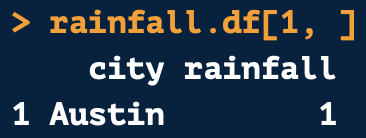 > rainfall.df[1, ]
city rainfall
1 Austin 1